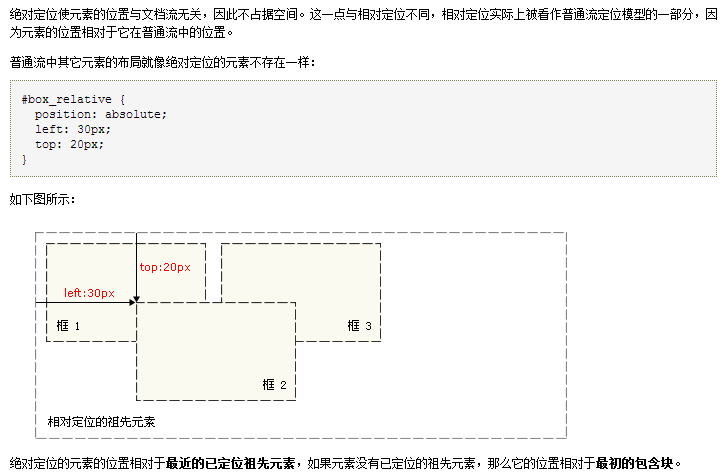 绝对定位使元素的位置与文档流无关，因此不占据空间。这一点与相对定位不同，相对定位实际上被看作普通流定位模型的一部分，因
为元素的位置相对于它在普通流中的位置。
普通流中其它元素的布局就像绝对定位的元素不存在一样：
#box_relative {
  position: absolute;
  left: 30px;
  top: 20px;
}
如下图所示：
top:20px
left:30px
框 1
框 3
框 2
相对定位的祖先元素
绝对定位的元素的位置相对于最近的已定位祖先元素，如果元素没有已定位的祖先元素，那么它的位置相对于最初的包含块。